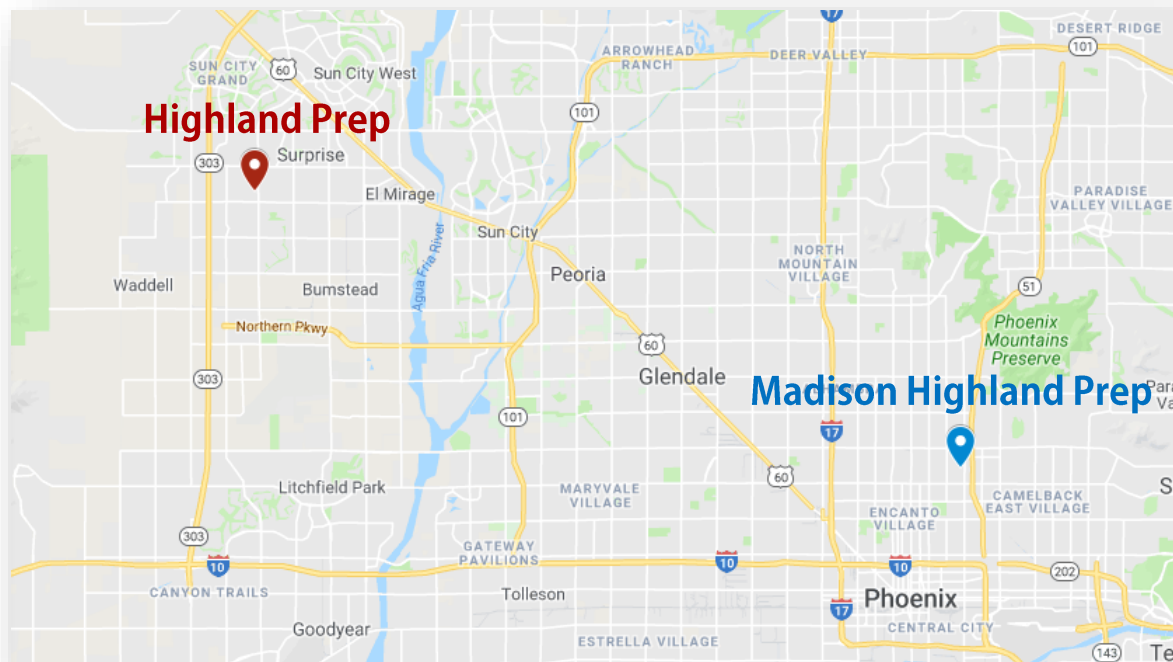 17
DESERT RIDGE
101
ARROWHEAD
RANCH
DEER VALLEY
SUN CITY
GRAND
60
Sun City West
101
Highland Prep
303
Surprise
El Mirage
PARADISE
VALLEY VILLAGE
Sun City
Agua Fria River
NORTH
MOUNTAIN
VILLAGE
Peoria
Waddell
Bumstead
51
Northern Pkwy
Phoenix
Mountains
Preserve
60
303
Glendale
Madison Highland Prep
Para
Va
101
17
60
Litchfield Park
MARYVALE
VILLAGE
CAMELBACK
EAST VILLAGE
S
ENCANTO
VILLAGE
303
GATEWAY
PAVILIONS
10
10
10
202
CANYON TRAILS
Tolleson
17
Phoenix
Goodyear
ESTRELLA VILLAGE
CENTRAL CITY
143
Te